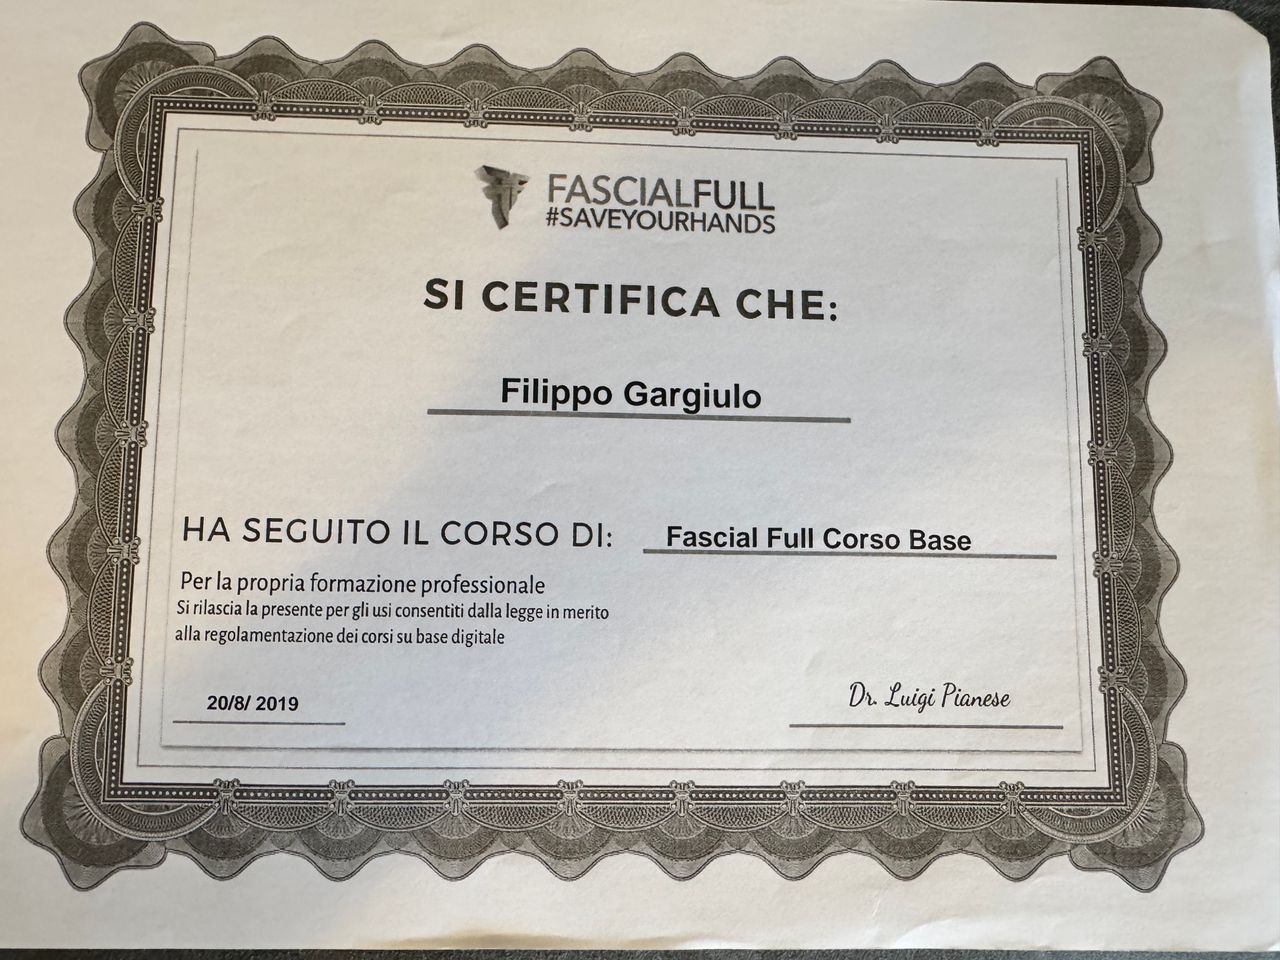 FASCIALFULL
#SAVEYOURHANDS
SI CERTIFICA CHE:
Filippo Gargiulo
HA SEGUITO IL CORSO DI: Fascial Full Corso Base
Per la propria formazione professionale
Si rilascia la presente per gli usi consentiti dalla legge in merito
alla regolamentazione dei corsi su base digitale
20/8/ 2019
Dr. Luigi Pianese